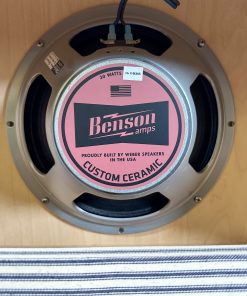 30 WATTS
Benson
amps
PROUDLY BUILT BY WEBER SPEAKERS
IN THE USA
CUSTOM CERAMIC